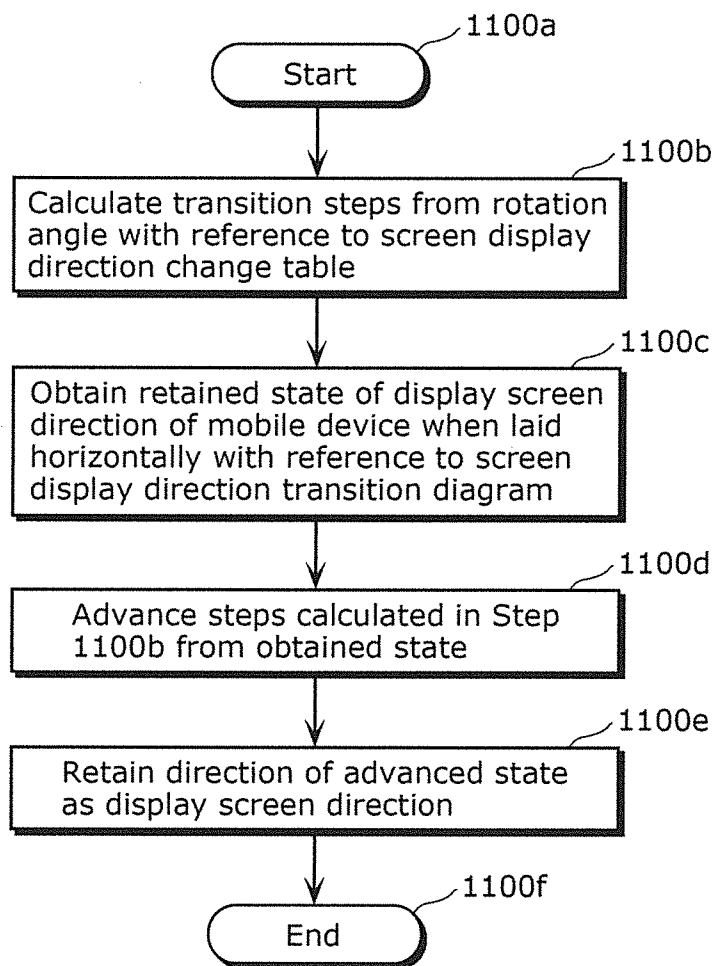 1100a
Start
1100b
Calculate transition steps from rotation
angle with reference to screen display
direction change table
1100c
Obtain retained state of display screen
direction of mobile device when laid
horizontally with reference to screen
display direction transition diagram
1100d
Advance steps calculated in Step
1100b from obtained state
1100e
Retain direction of advanced state
as display screen direction
1100f
End